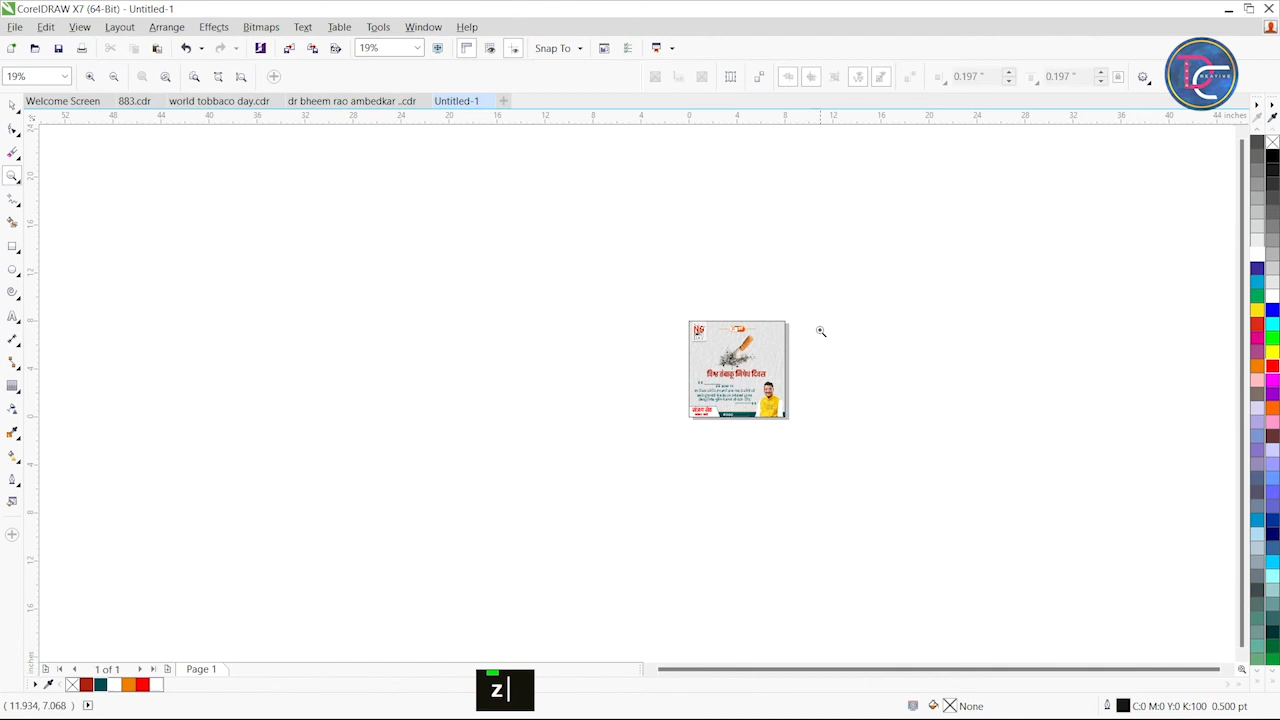 CorelDRAW X7 (64-Bit) - Untitled-1
File Edit View Layout Arrange Effects Bitmaps Text Table Tools Window Help
19% Snap To
19% 0.197 " 0.197 "
DC CREATIVE
Welcome Screen 883.cdr world tobbaco day.cdr dr bheem rao ambedkar ..cdr Untitled-1
52 48 44 40 36 32 28 24 20 16 12 8 4 0 4 8 12 16 20 24 28 32 36 40 44 inches
NO
विश्व तंबाकू निषेध दिवस
1 of 1 Page 1
z
(11.934, 7.0 None C:0 M:0 Y:0 K:100 0.500 pt